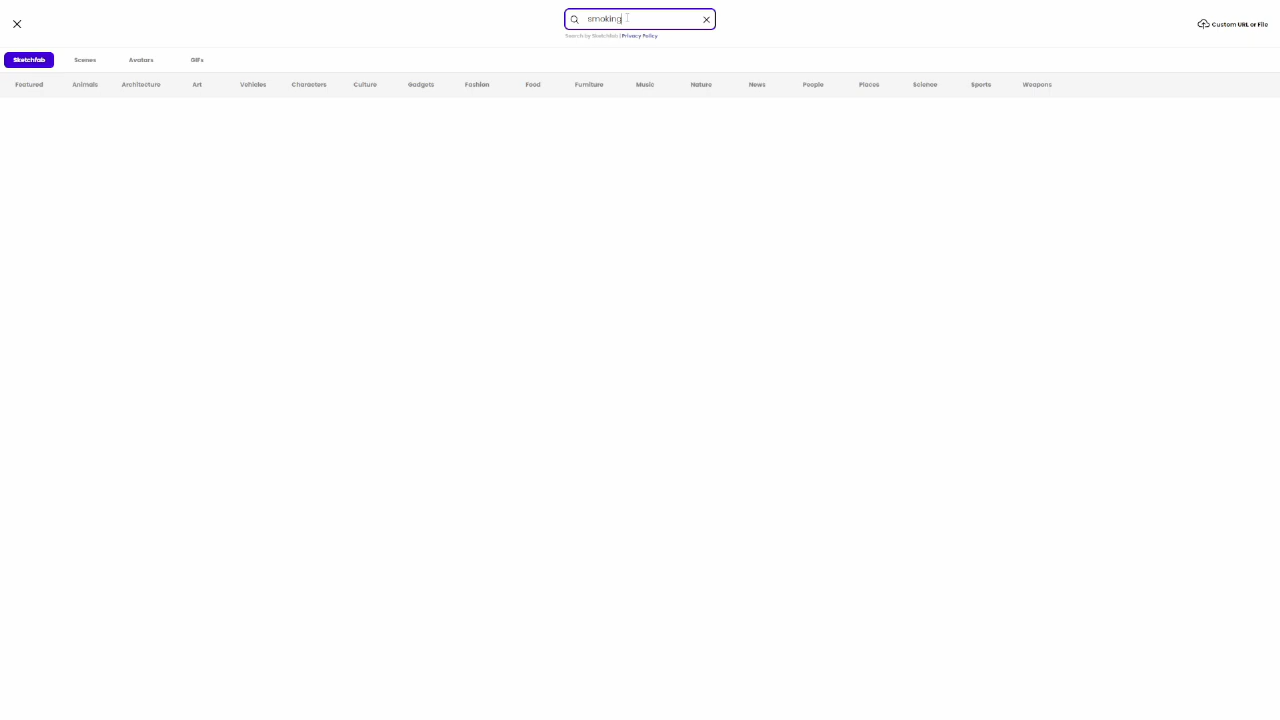 smoking
Search by Sketchfab | Privacy Policy
Custom URL or File
Sketchfab Scenes Avatars GIFs
Featured Animals Architecture Art Vehicles Characters Culture Gadgets Fashion Food Furniture Music Nature News People Places Science Sports Weapons